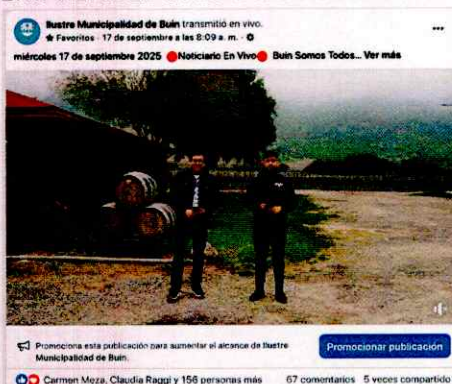 Ilustre Municipalidad de Buin transmitió en vivo.
★ Favoritos · 17 de septiembre a las 8:09 a. m. ·
miércoles 17 de septiembre 2025 🔴Noticiario En Vivo🔴 Buin Somos Todos... Ver más
Promociona esta publicación para aumentar el alcance de Ilustre
Municipalidad de Buin.
Promocionar publicación
Carmen Meza, Claudia Raggi y 156 personas más
67 comentarios 5 veces compartido